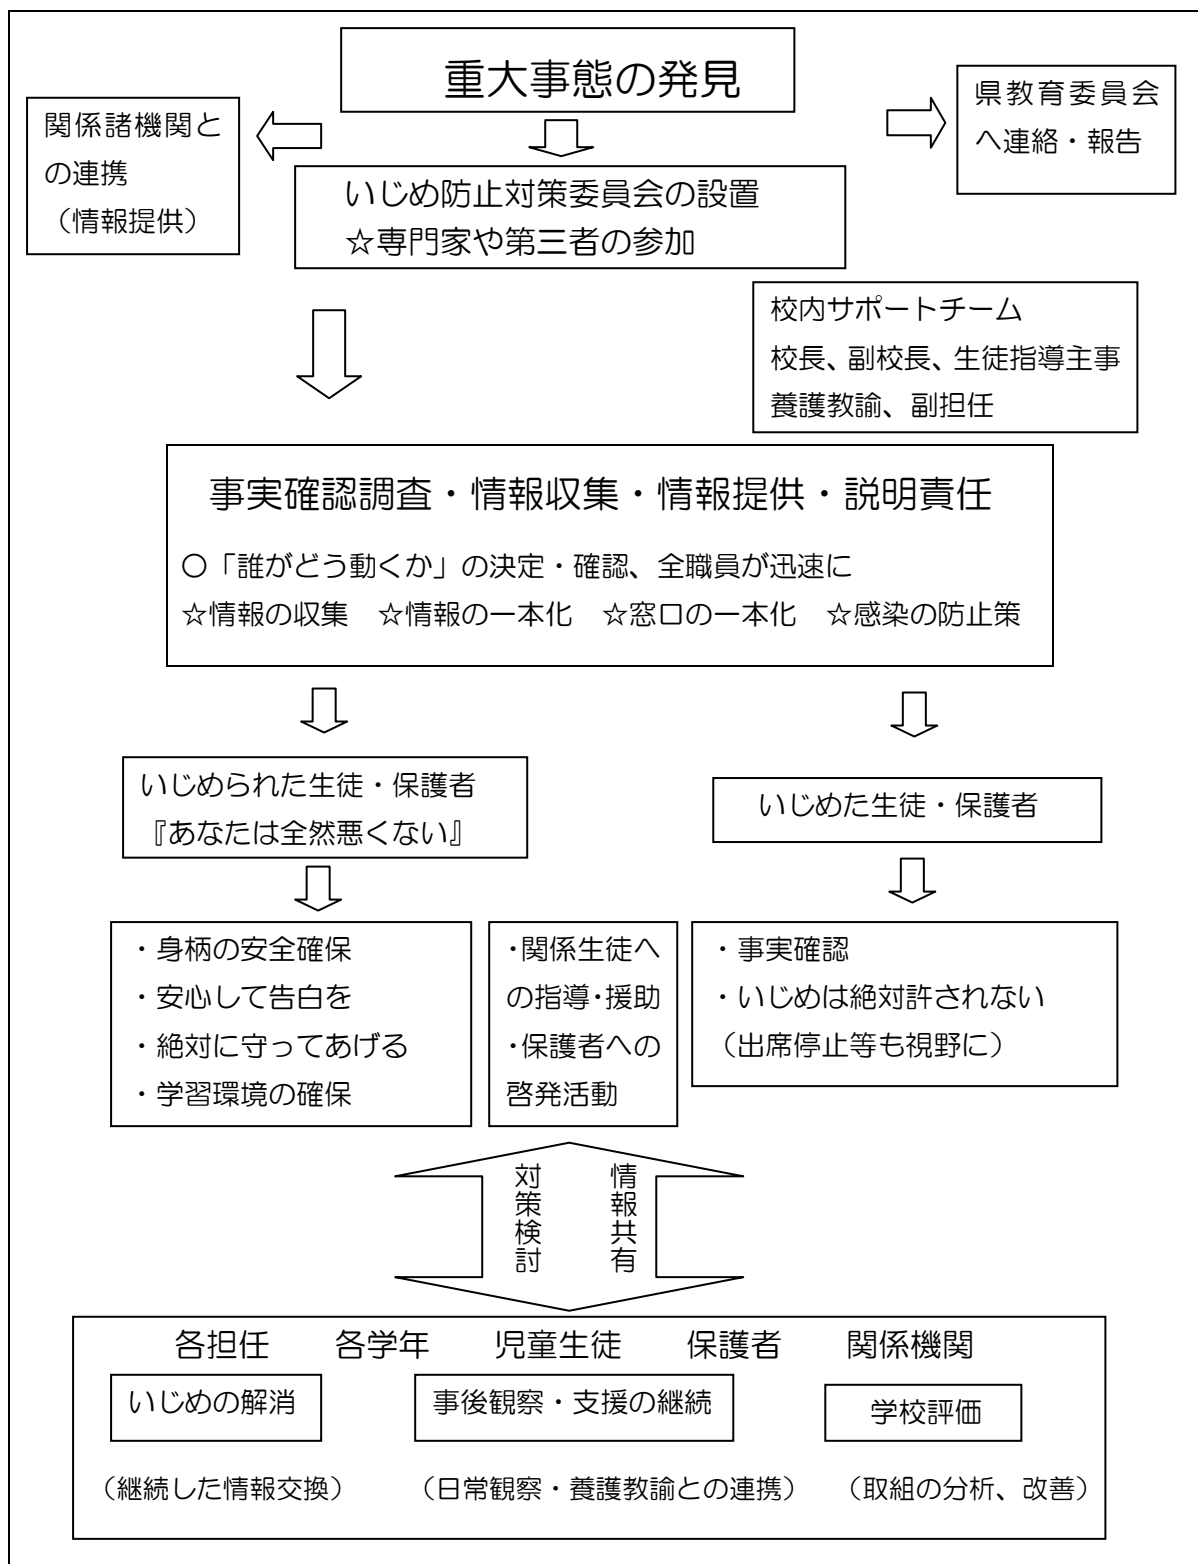 重大事態の発見
関係諸機関と
の連携
（情報提供）
県教育委員会
へ連絡・報告
いじめ防止対策委員会の設置
☆専門家や第三者の参加
校内サポートチーム
校長、副校長、生徒指導主事
養護教諭、副担任
事実確認調査・情報収集・情報提供・説明責任
○「誰がどう動くか」の決定・確認、全職員が迅速に
☆情報の収集　☆情報の一本化　☆窓口の一本化　☆感染の防止策
いじめられた生徒・保護者
『あなたは全然悪くない』
いじめた生徒・保護者
・身柄の安全確保
・安心して告白を
・絶対に守ってあげる
・学習環境の確保
・関係生徒へ
の指導・援助
・保護者への
啓発活動
・事実確認
・いじめは絶対許されない
（出席停止等も視野に）
対策検討
情報共有
各担任　各学年　児童生徒　保護者　関係機関
いじめの解消
事後観察・支援の継続
学校評価
（継続した情報交換）
（日常観察・養護教諭との連携）
（取組の分析、改善）